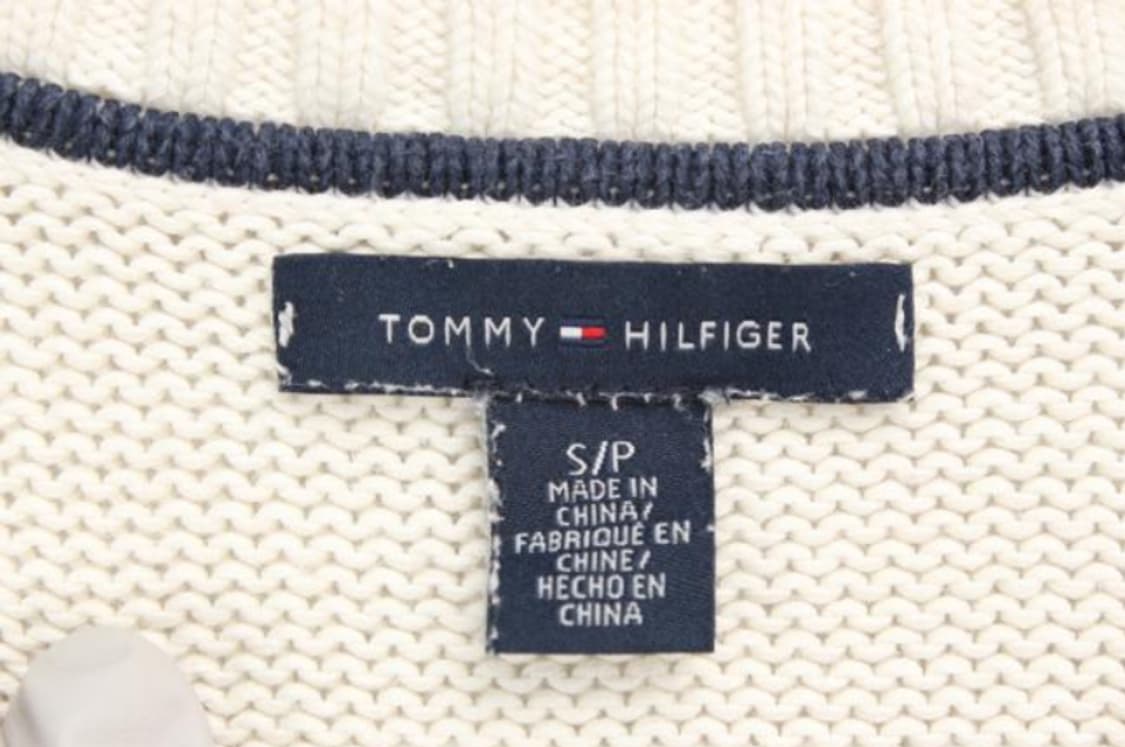 TOMMY HILFIGER
S/P
MADE IN
CHINA/
FABRIQUÉ EN
CHINE/
HECHO EN
CHINA